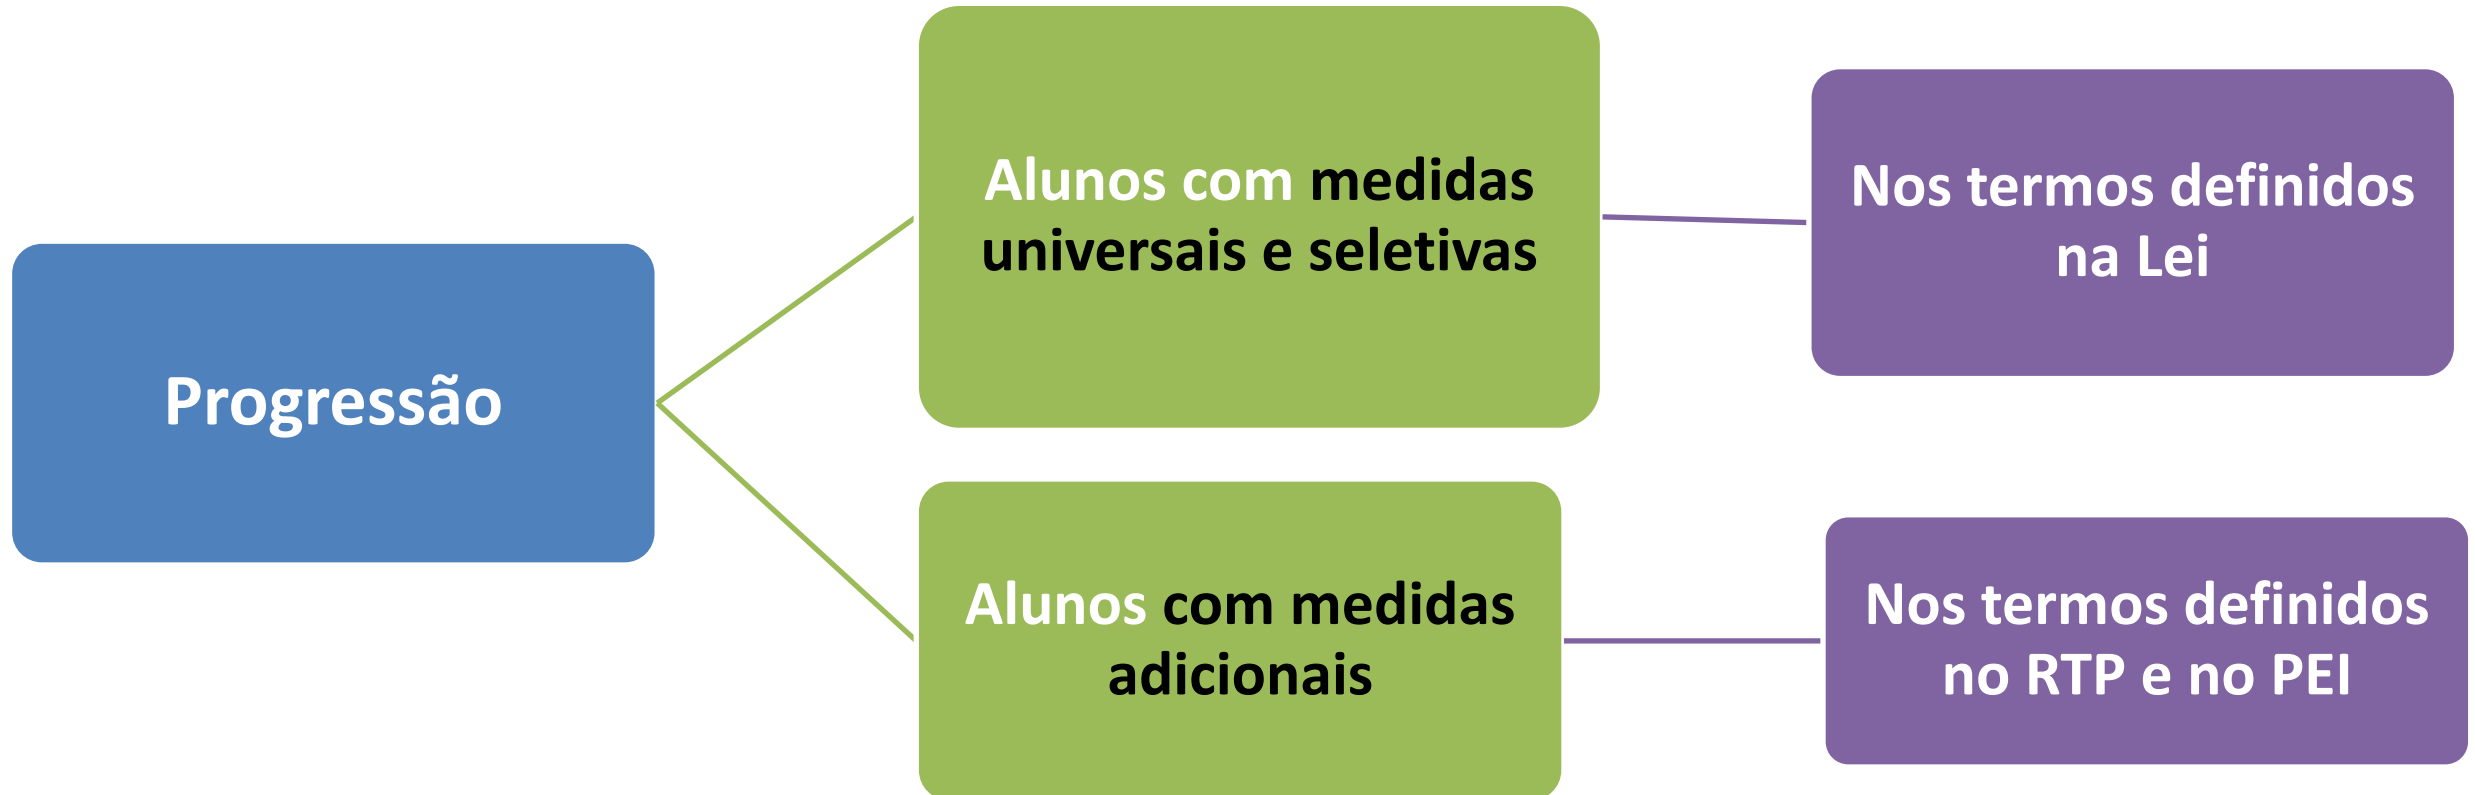 Progressão
Alunos com medidas
universais e seletivas
Nos termos definidos
na Lei
Alunos com medidas
adicionais
Nos termos definidos
no RTP e no PEI